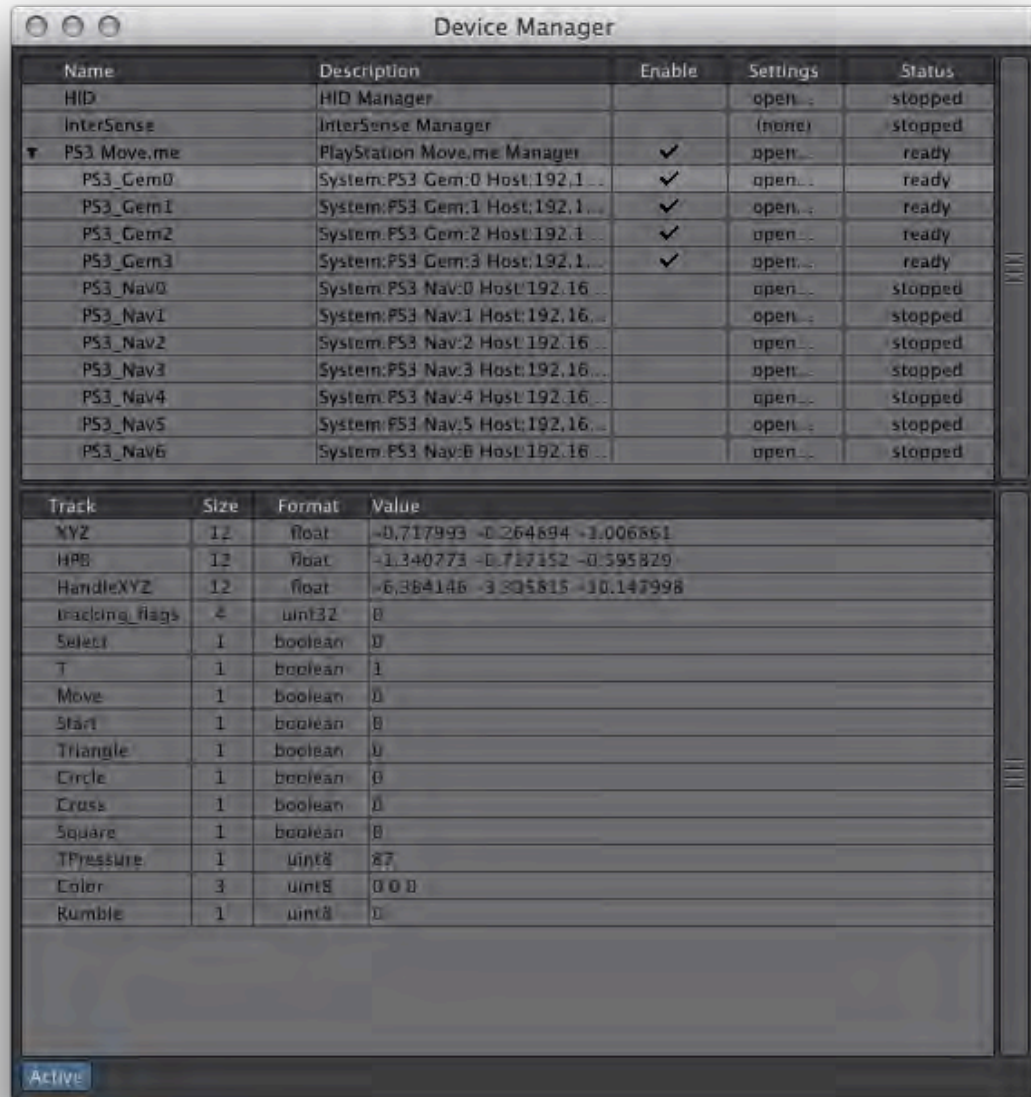 Device Manager
Name Description Enable Settings Status
HID HID Manager open... stopped
InterSense InterSense Manager (none) stopped
PS3 Move.me PlayStation Move.me Manager ✓ open... ready
PS3_Gem0 System:PS3 Gem:0 Host:192.1... ✓ open... ready
PS3_Gem1 System:PS3 Gem:1 Host:192.1... ✓ open... ready
PS3_Gem2 System:PS3 Gem:2 Host:192.1... ✓ open... ready
PS3_Gem3 System:PS3 Gem:3 Host:192.1... ✓ open... ready
PS3_Nav0 System:PS3 Nav:0 Host:192.16... open... stopped
PS3_Nav1 System:PS3 Nav:1 Host:192.16... open... stopped
PS3_Nav2 System:PS3 Nav:2 Host:192.16... open... stopped
PS3_Nav3 System:PS3 Nav:3 Host:192.16... open... stopped
PS3_Nav4 System:PS3 Nav:4 Host:192.16... open... stopped
PS3_Nav5 System:PS3 Nav:5 Host:192.16... open... stopped
PS3_Nav6 System:PS3 Nav:6 Host:192.16... open... stopped
Track Size Format Value
XYZ 12 float -0.717993 -0.264894
HPB 12 float -1.340773 -0.595829
HandleXYZ 12 float -6.384146 -10.147998
tracking_flags 4 uint32 0
Select 1 boolean 0
T 1 boolean 1
Move 1 boolean 0
Start 1 boolean 0
Triangle 1 boolean 0
Circle 1 boolean 0
Cross 1 boolean 0
Square 1 boolean 0
TPressure 1 uint8 87
Color 3 uint8 0 0 0
Rumble 1 uint8 0
Active